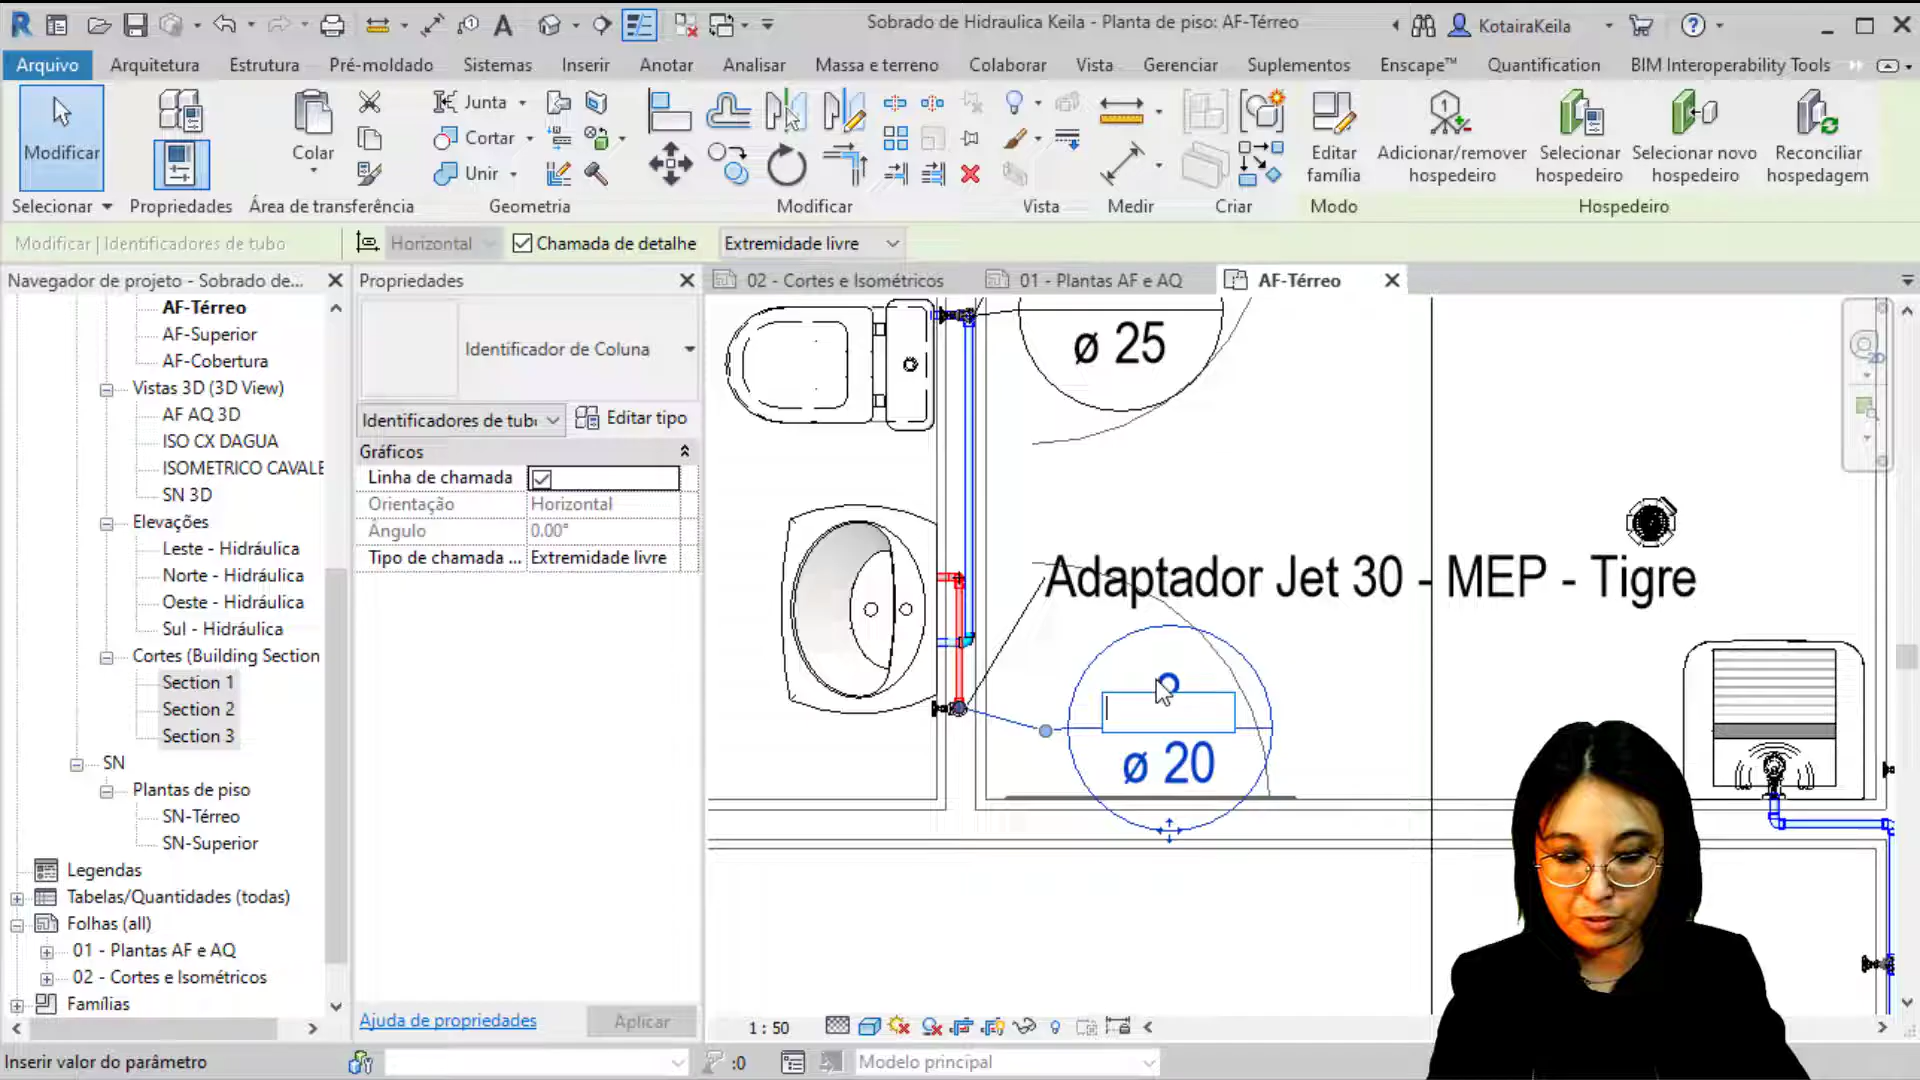 Sobrado de Hidraulica Keila - Planta de piso: AF-Térreo
KotairaKeila
Arquivo Arquitetura Estrutura Pré-moldado Sistemas Inserir Anotar Analisar Massa e terreno Colaborar Vista Gerenciar Suplementos Enscape™ Quantification BIM Interoperability Tools
Modificar
Colar
Junta
Cortar
Unir
Editar família
Adicionar/remover hospedeiro
Selecionar hospedeiro
Selecionar novo hospedeiro
Reconciliar hospedagem
Selecionar Propriedades Área de transferência Geometria Modificar Vista Medir Criar Modo Hospedeiro
Modificar | Identificadores de tubo Horizontal Chamada de detalhe Extremidade livre
Navegador de projeto - Sobrado de...
AF-Térreo
AF-Superior
AF-Cobertura
Vistas 3D (3D View)
AF AQ 3D
ISO CX DAGUA
ISOMETRICO CAVALE
SN 3D
Elevações
Leste - Hidráulica
Norte - Hidráulica
Oeste - Hidráulica
Sul - Hidráulica
Cortes (Building Section
Section 1
Section 2
Section 3
SN
Plantas de piso
SN-Térreo
SN-Superior
Legendas
Tabelas/Quantidades (todas)
Folhas (all)
01 - Plantas AF e AQ
02 - Cortes e Isométricos
Famílias
Propriedades
Identificador de Coluna
Identificadores de tub
Editar tipo
Gráficos
Linha de chamada
Orientação Horizontal
Ângulo 0.00°
Tipo de chamada ... Extremidade livre
Ajuda de propriedades
Aplicar
02 - Cortes e Isométricos
01 - Plantas AF e AQ
AF-Térreo
ø 25
Adaptador Jet 30 - MEP - Tigre
ø 20
1 : 50
Inserir valor do parâmetro
:0
Modelo principal